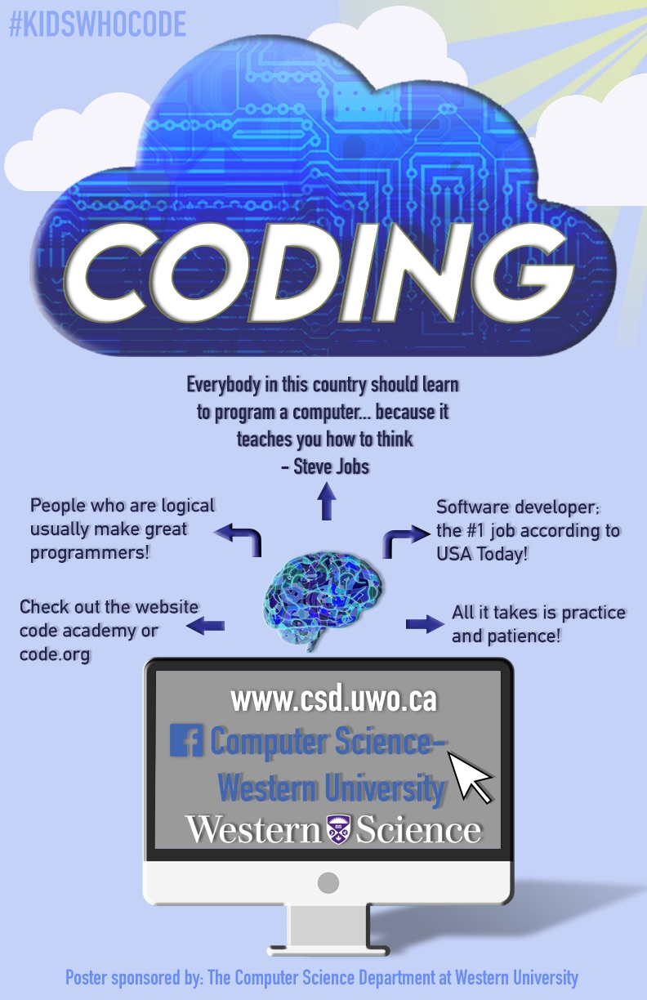 #KIDSWHOCODE
CODING
Everybody in this country should learn
to program a computer... because it
teaches you how to think
- Steve Jobs
People who are logical
usually make great
programmers!
Software developer;
the #1 job according to
USA Today!
Check out the website
code academy or
code.org
All it takes is practice
and patience!
www.csd.uwo.ca
Computer Science-
Western University
Western Science
Poster sponsored by: The Computer Science Department at Western University